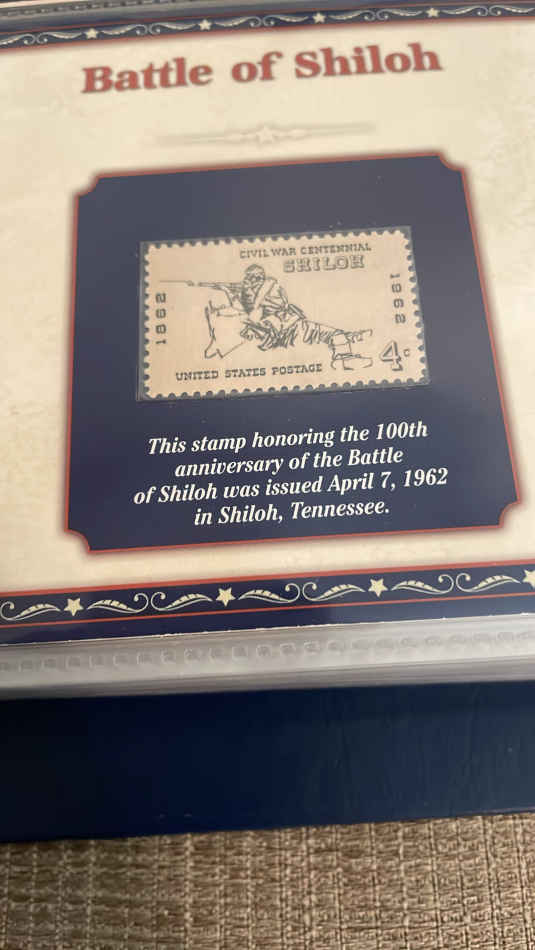 Battle of Shiloh
CIVIL WAR CENTENNIAL
SHILOH
1862
1962
4c
UNITED STATES POSTAGE
This stamp honoring the 100th
anniversary of the Battle
of Shiloh was issued April 7, 1962
in Shiloh, Tennessee.